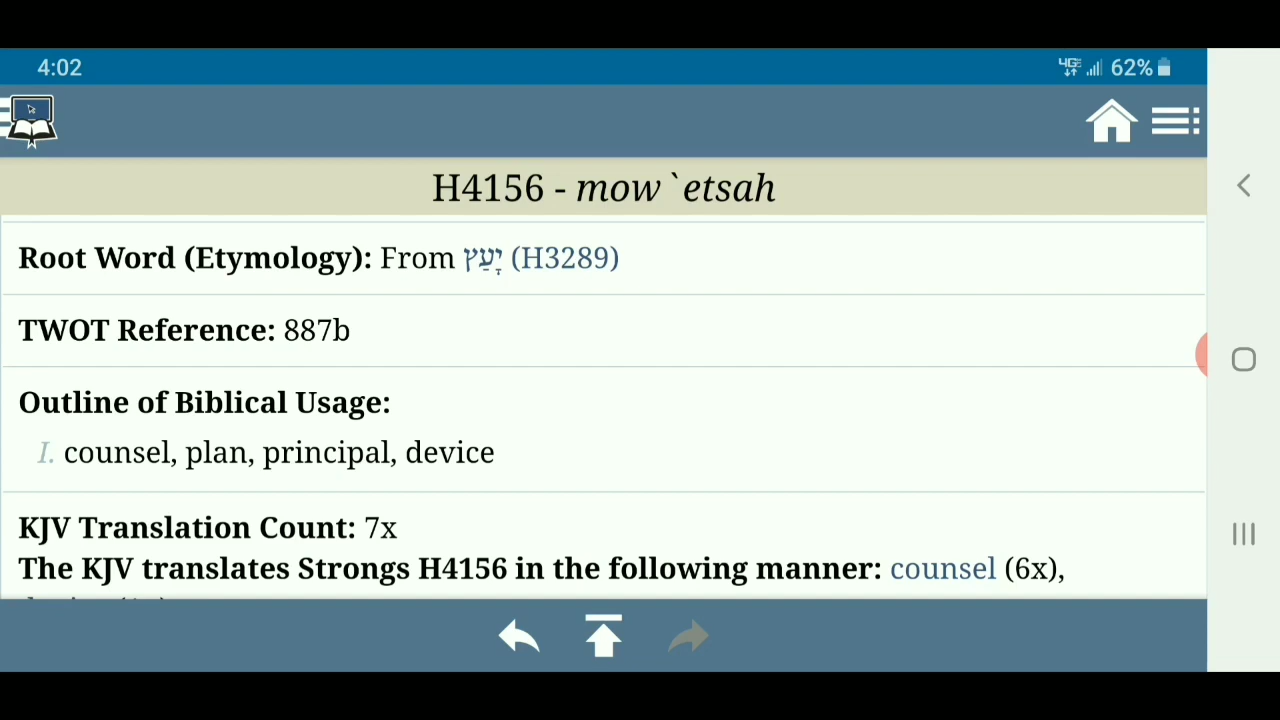 4:02
4GE 62%
H4156 - mow`etsah
Root Word (Etymology): From יָעַץ (H3289)
TWOT Reference: 887b
Outline of Biblical Usage:
I. counsel, plan, principal, device
KJV Translation Count: 7x
The KJV translates Strongs H4156 in the following manner: counsel (6x),